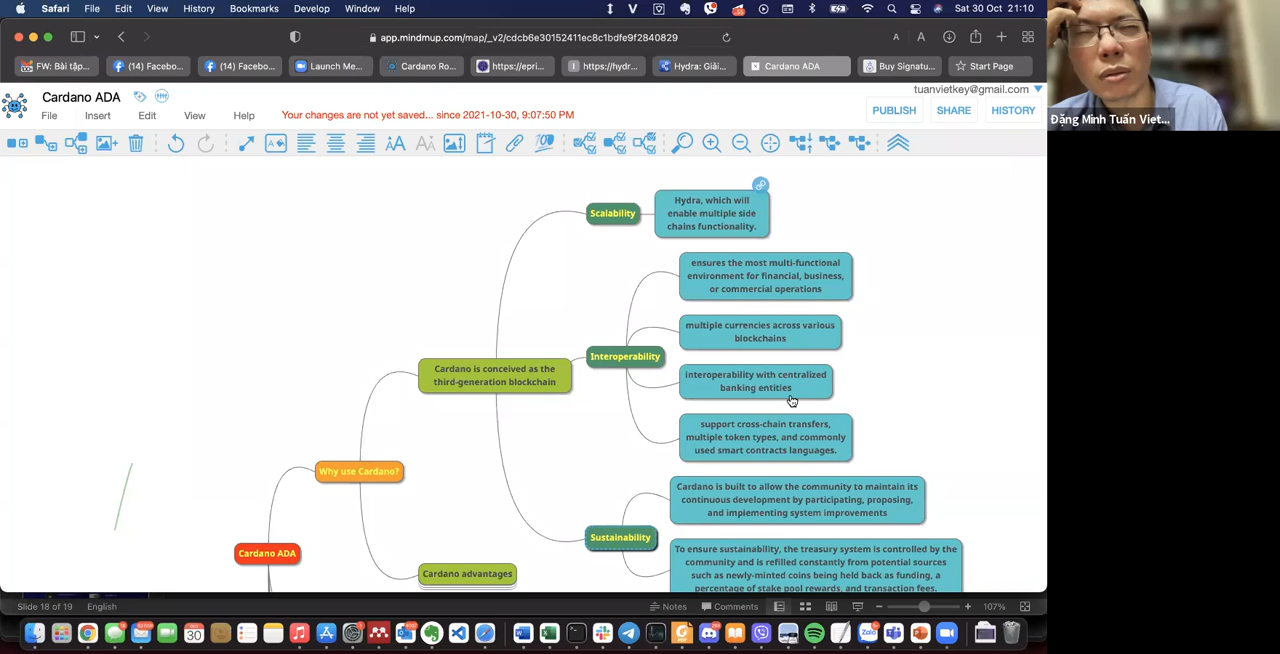 Safari File Edit View History Bookmarks Develop Window Help Sat 30 Oct 21:10
app.mindmup.com/map/_v2/cdcb6e30152411ec8c1bdfe9f2840829
FW: Bài tập... (14) Facebo... (14) Facebo... Launch Me... Cardano Ro... https://epri... https://hydr... Hydra: Giải... Cardano ADA Buy Signatu... Start Page
Cardano ADA
tuanvietkey@gmail.com
File Insert Edit View Help
Your changes are not yet saved... since 2021-10-30, 9:07:50 PM
PUBLISH SHARE HISTORY
Đặng Minh Tuấn Viet...
Scalability
Hydra, which will
enable multiple side
chains functionality.
ensures the most multi-functional
environment for financial, business,
or commercial operations
multiple currencies across various
blockchains
Interoperability
interoperability with centralized
banking entities
support cross-chain transfers,
multiple token types, and commonly
used smart contracts languages.
Cardano is conceived as the
third-generation blockchain
Why use Cardano?
Cardano is built to allow the community to maintain its
continuous development by participating, proposing,
and implementing system improvements
Sustainability
To ensure sustainability, the treasury system is controlled by the
community and is refilled constantly from potential sources
such as newly-minted coins being held back as funding, a
percentage of stake pool rewards, and transaction fees.
Cardano ADA
Cardano advantages
Slide 18 of 19 English Notes Comments 107%